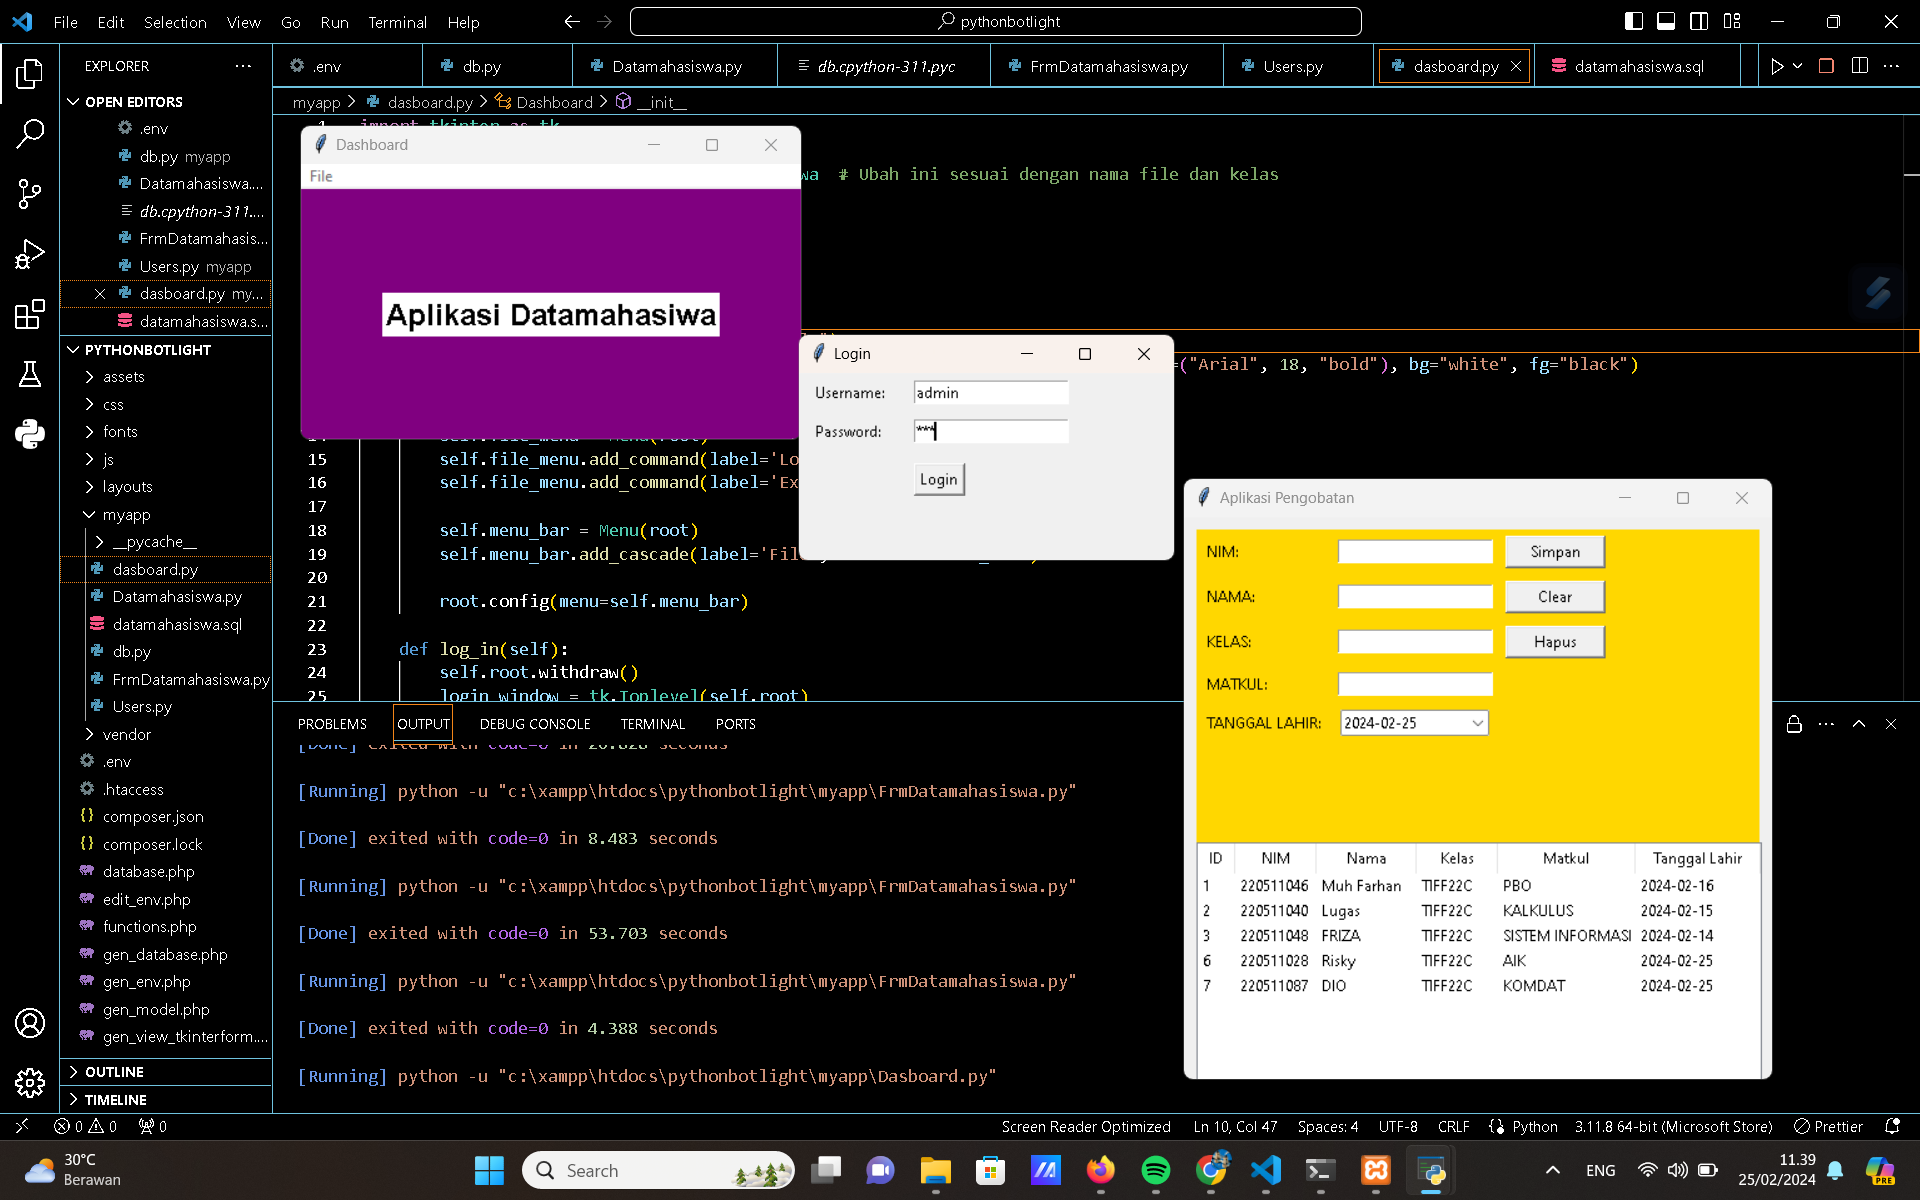 File Edit Selection View Go Run Terminal Help
pythonbotlight
EXPLORER
OPEN EDITORS
.env
db.py myapp
Datamahasiswa....
db.cpython-311....
FrmDatamahasis...
Users.py myapp
dasboard.py my...
datamahasiswa.s...
PYTHONBOTLIGHT
assets
css
fonts
js
layouts
myapp
__pycache__
dasboard.py
Datamahasiswa.py
datamahasiswa.sql
db.py
FrmDatamahasiswa.py
Users.py
vendor
.env
.htaccess
composer.json
composer.lock
database.php
edit_env.php
functions.php
gen_database.php
gen_env.php
gen_model.php
gen_view_tkinterform....
OUTLINE
TIMELINE
.env db.py Datamahasiswa.py db.cpython-311.pyc FrmDatamahasiswa.py Users.py dasboard.py datamahasiswa.sql
myapp > dasboard.py > Dashboard > __init__
1 import tkinter as tk
wa # Ubah ini sesuai dengan nama file dan kelas
=("Arial", 18, "bold"), bg="white", fg="black")
14 self.file_menu = Menu(root)
15 self.file_menu.add_command(label='Lo
16 self.file_menu.add_command(label='Ex
17
18 self.menu_bar = Menu(root)
19 self.menu_bar.add_cascade(label='Fil
20
21 root.config(menu=self.menu_bar)
22
23 def log_in(self):
24 self.root.withdraw()
25 login_window = tk.Toplevel(self.root)
Dashboard
File
Aplikasi Datamahasiwa
Login
Username: admin
Password: ***
Login
Aplikasi Pengobatan
NIM: Simpan
NAMA: Clear
KELAS: Hapus
MATKUL:
TANGGAL LAHIR: 2024-02-25
ID NIM Nama Kelas Matkul Tanggal Lahir
1 220511046 Muh Farhan TIFF22C PBO 2024-02-16
2 220511040 Lugas TIFF22C KALKULUS 2024-02-15
3 220511048 FRIZA TIFF22C SISTEM INFORMASI 2024-02-14
6 220511028 Risky TIFF22C AIK 2024-02-25
7 220511087 DIO TIFF22C KOMDAT 2024-02-25
PROBLEMS OUTPUT DEBUG CONSOLE TERMINAL PORTS
[Done] exited with code=0 in 20.828 seconds
[Running] python -u "c:\xampp\htdocs\pythonbotlight\myapp\FrmDatamahasiswa.py"
[Done] exited with code=0 in 8.483 seconds
[Running] python -u "c:\xampp\htdocs\pythonbotlight\myapp\FrmDatamahasiswa.py"
[Done] exited with code=0 in 53.703 seconds
[Running] python -u "c:\xampp\htdocs\pythonbotlight\myapp\FrmDatamahasiswa.py"
[Done] exited with code=0 in 4.388 seconds
[Running] python -u "c:\xampp\htdocs\pythonbotlight\myapp\Dasboard.py"
0 0 0
Screen Reader Optimized Ln 10, Col 47 Spaces: 4 UTF-8 CRLF Python 3.11.8 64-bit (Microsoft Store) Prettier
30°C
Berawan
Search
ENG
11.39
25/02/2024
PRE